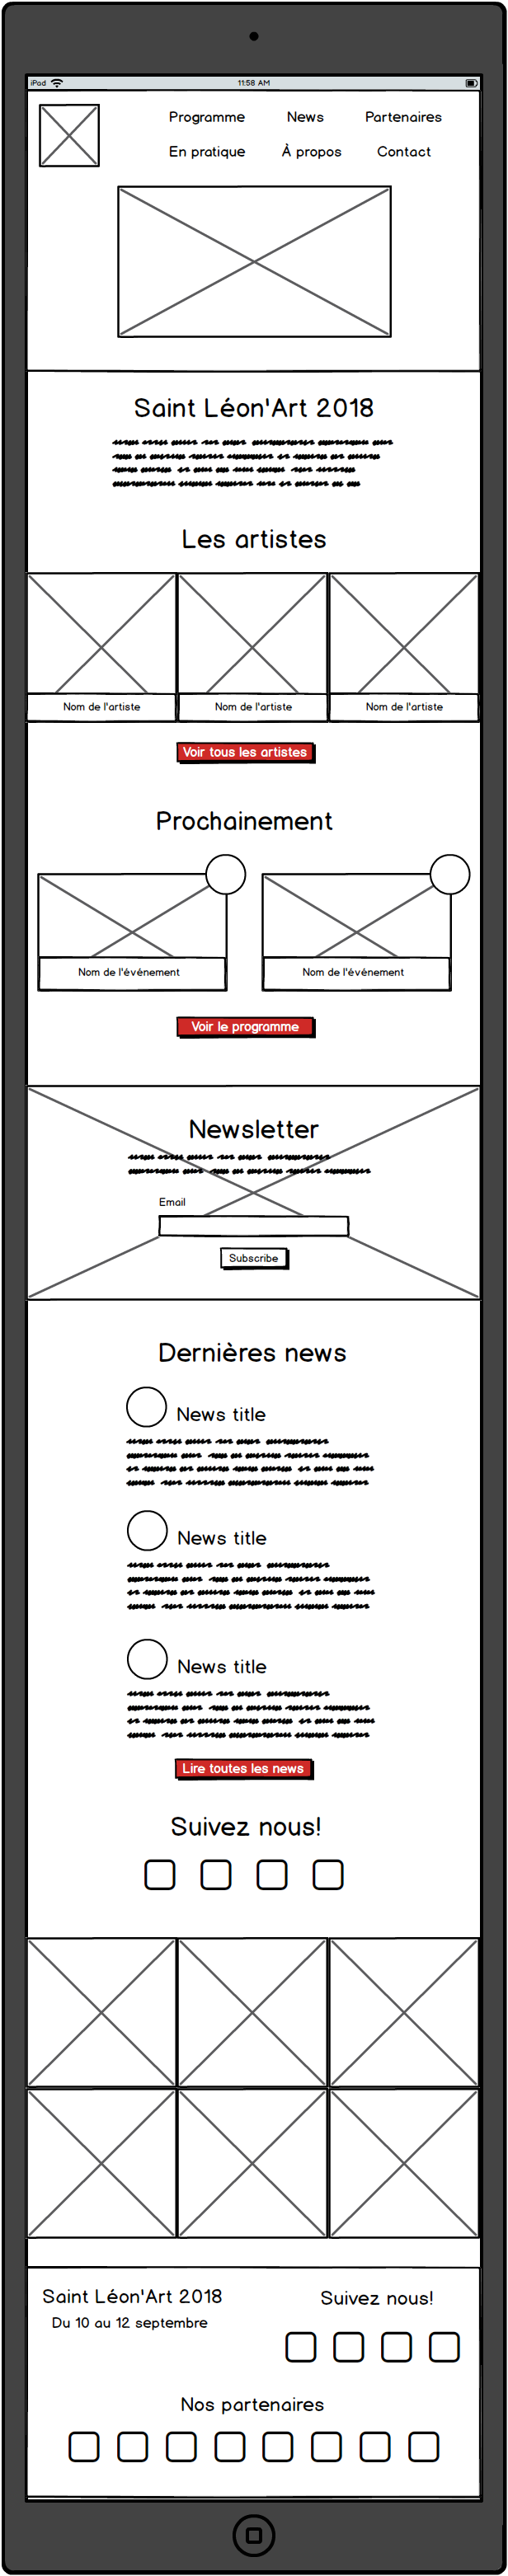 iPad 11:58 AM
Programme News Partenaires
En pratique À propos Contact
Saint Léon'Art 2018
Les artistes
Nom de l'artiste Nom de l'artiste Nom de l'artiste
Voir tous les artistes
Prochainement
Nom de l'événement Nom de l'événement
Voir le programme
Newsletter
Email
Subscribe
Dernières news
News title
News title
News title
Lire toutes les news
Suivez nous!
Saint Léon'Art 2018 Suivez nous!
Du 10 au 12 septembre
Nos partenaires